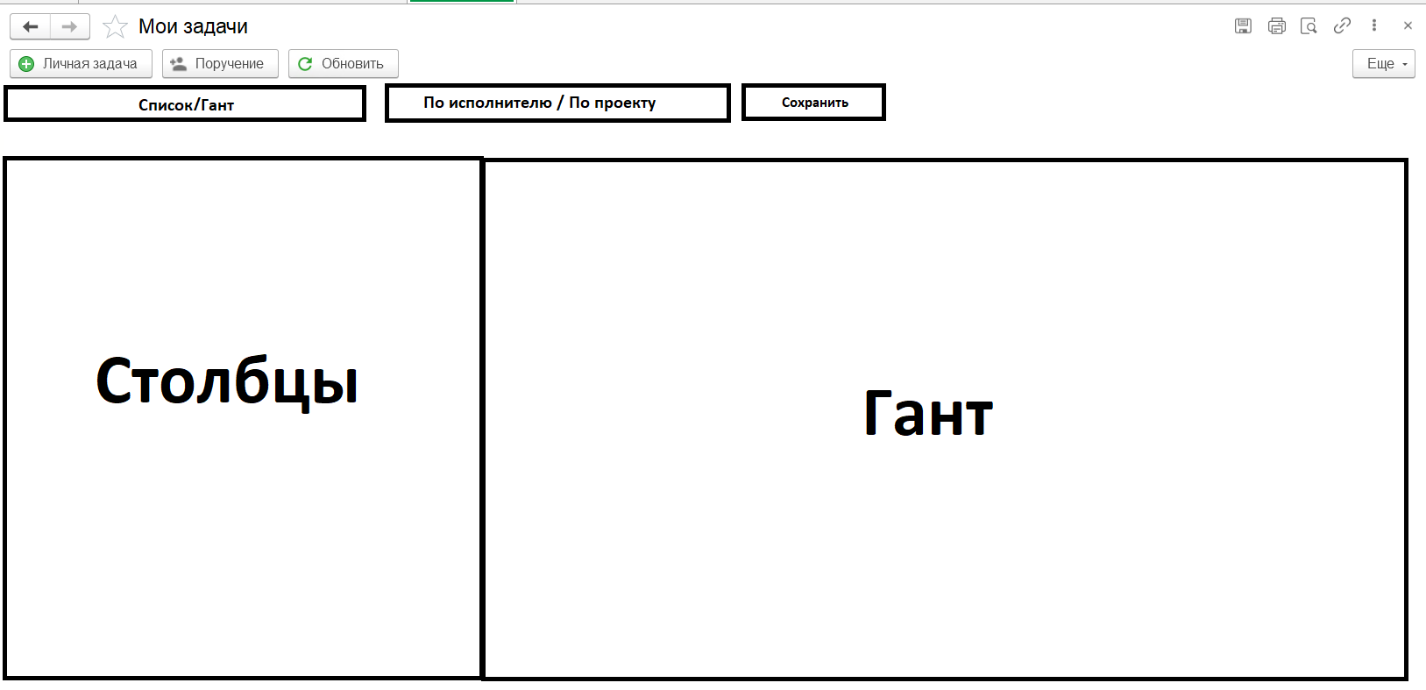 Мои задачи
Личная задача
Поручение
Обновить
Еще
Список/Гант
По исполнителю / По проекту
Сохранить
Столбцы
Гант